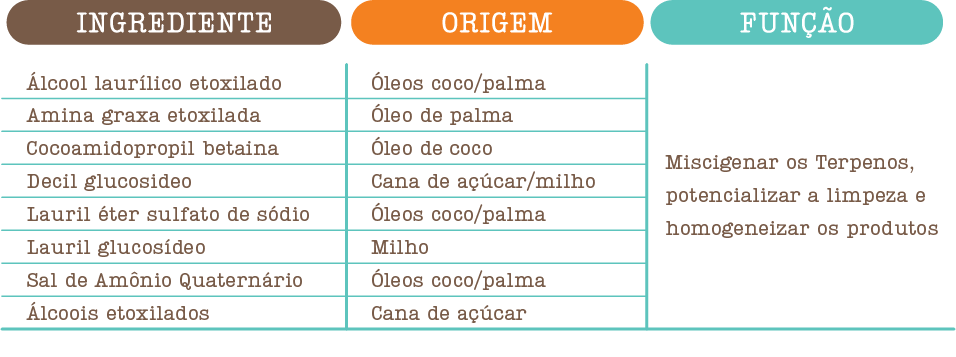 INGREDIENTE ORIGEM FUNÇÃO
Álcool laurílico etoxilado Óleos coco/palma
Amina graxa etoxilada Óleo de palma
Cocoamidopropil betaina Óleo de coco
Decil glucosideo Cana de açúcar/milho
Lauril éter sulfato de sódio Óleos coco/palma
Lauril glucosídeo Milho
Sal de Amônio Quaternário Óleos coco/palma
Álcoois etoxilados Cana de açúcar
Miscigenar os Terpenos,
potencializar a limpeza e
homogeneizar os produtos